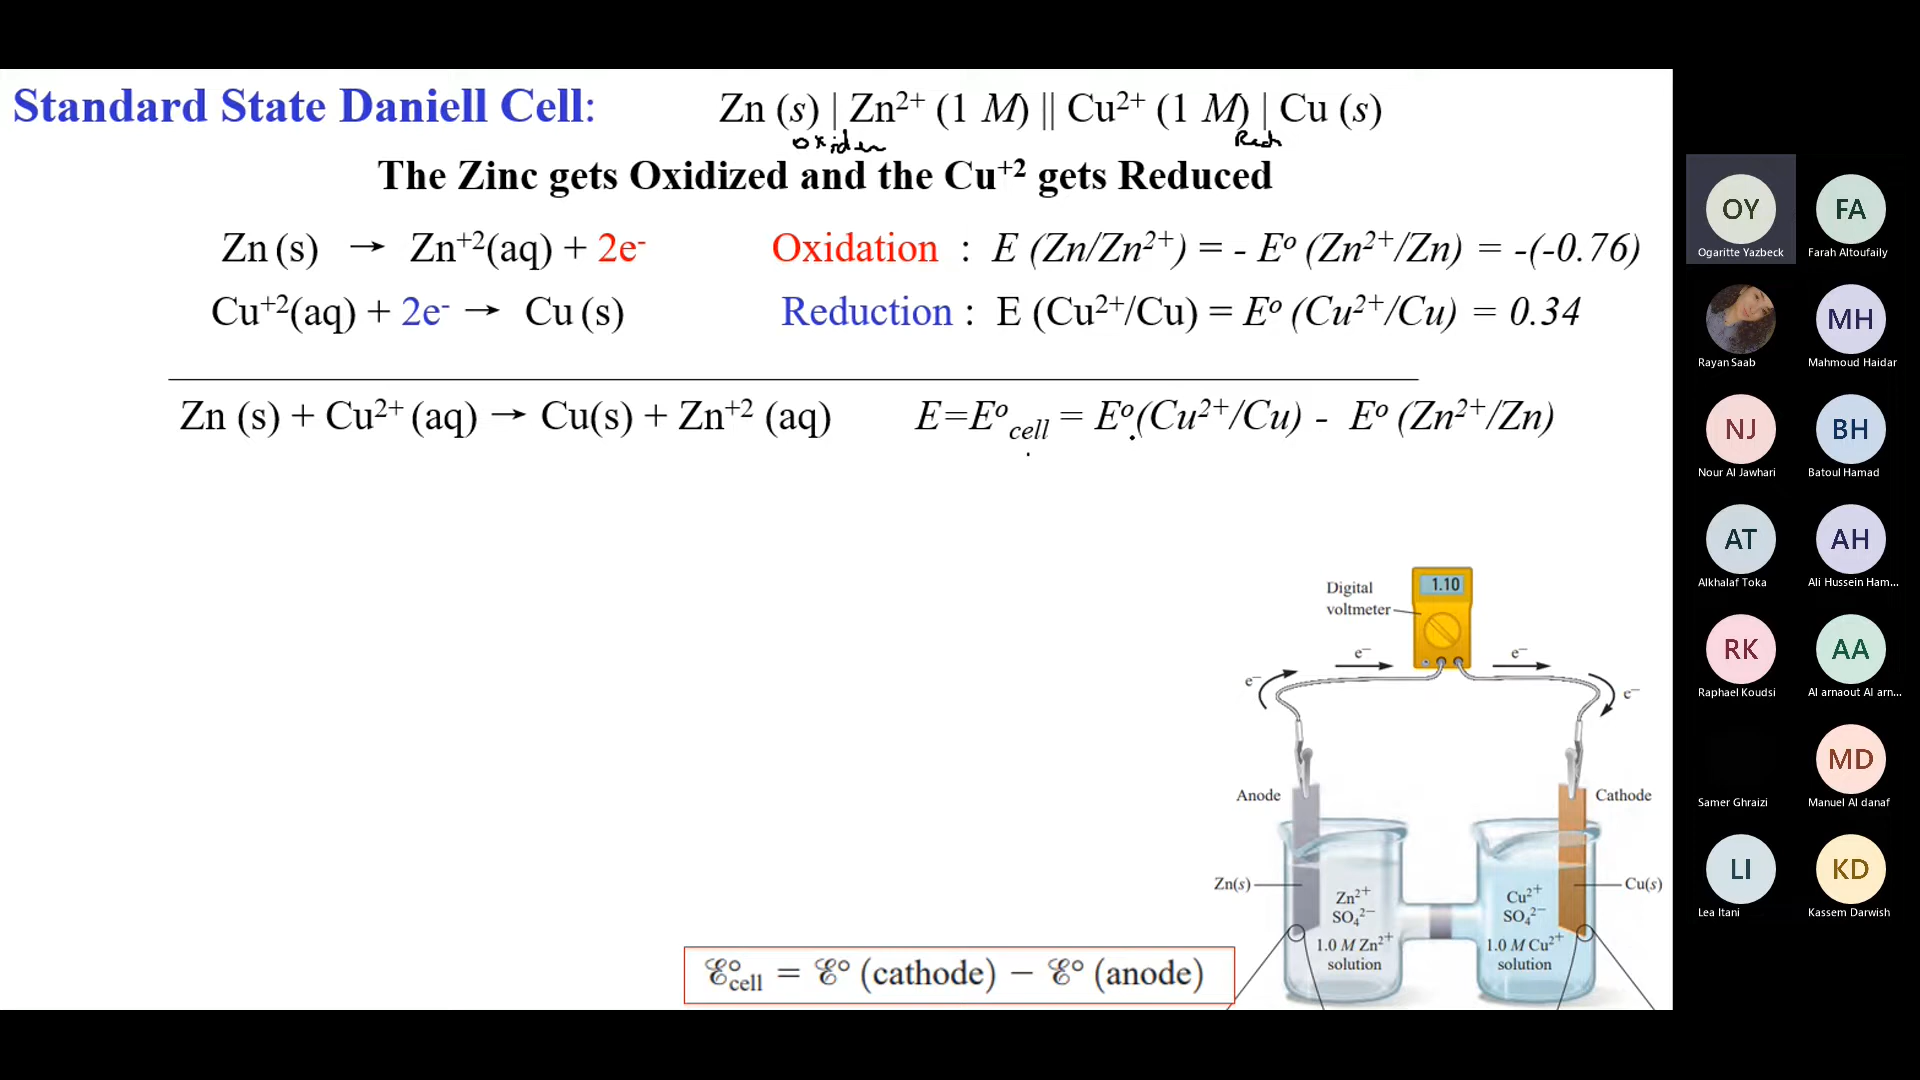 Standard State Daniell Cell:
Zn (s) | Zn²⁺ (1 M) || Cu²⁺ (1 M) | Cu (s)
The Zinc gets Oxidized and the Cu⁺² gets Reduced
Zn (s) → Zn⁺²(aq) + 2e⁻
Oxidation : E (Zn/Zn²⁺) = - Eᵒ (Zn²⁺/Zn) = -(-0.76)
Cu⁺²(aq) + 2e⁻ → Cu (s)
Reduction : E (Cu²⁺/Cu) = Eᵒ (Cu²⁺/Cu) = 0.34
Zn (s) + Cu²⁺ (aq) → Cu(s) + Zn⁺² (aq)
E=Eᵒcell = Eᵒ(Cu²⁺/Cu) - Eᵒ (Zn²⁺/Zn)
Digital
voltmeter
1.10
e⁻
e⁻
e⁻
e⁻
Anode
Cathode
Zn(s)
Cu(s)
Zn²⁺
SO₄²⁻
1.0 M Zn²⁺
solution
Cu²⁺
SO₄²⁻
1.0 M Cu²⁺
solution
ℰ°cell = ℰ° (cathode) − ℰ° (anode)
OY
Ogaritte Yazbeck
FA
Farah Altoufaily
Rayan Saab
MH
Mahmoud Haidar
NJ
Nour Al Jawhari
BH
Batoul Hamad
AT
Alkhalaf Toka
AH
Ali Hussein Ham...
RK
Raphael Koudsi
AA
Al arnaout Al arn...
Samer Ghraizi
MD
Manuel Al danaf
LI
Lea Itani
KD
Kassem Darwish